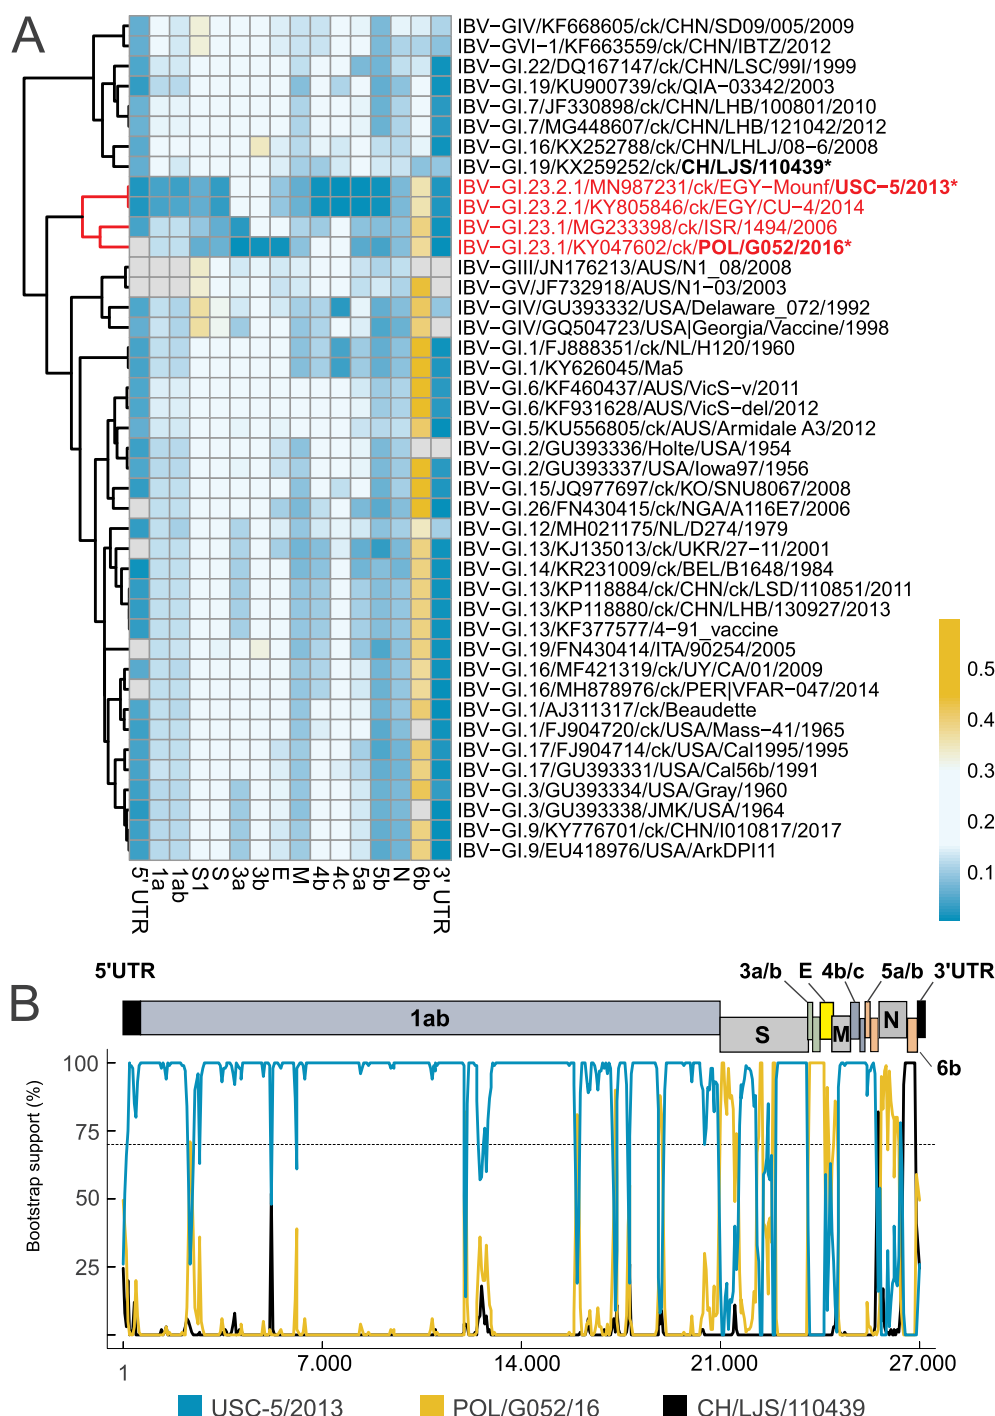 A
IBV-GIV/KF668605/ck/CHN/SD09/005/2009
IBV-GVI-1/KF663559/ck/CHN/IBTZ/2012
IBV-GI.22/DQ167147/ck/CHN/LSC/99I/1999
IBV-GI.19/KU900739/ck/QIA-03342/2003
IBV-GI.7/JF330898/ck/CHN/LHB/100801/2010
IBV-GI.7/MG448607/ck/CHN/LHB/121042/2012
IBV-GI.16/KX252788/ck/CHN/LHLJ/08-6/2008
IBV-GI.19/KX259252/ck/CH/LJS/110439*
IBV-GI.23.2.1/MN987231/ck/EGY-Mounf/USC-5/2013*
IBV-GI.23.2.1/KY805846/ck/EGY/CU-4/2014
IBV-GI.23.1/MG233398/ck/ISR/1494/2006
IBV-GI.23.1/KY047602/ck/POL/G052/2016*
IBV-GIII/JN176213/AUS/N1_08/2008
IBV-GV/JF732918/AUS/N1-03/2003
IBV-GIV/GU393332/USA/Delaware_072/1992
IBV-GIV/GQ504723/USA|Georgia/Vaccine/1998
IBV-GI.1/FJ888351/ck/NL/H120/1960
IBV-GI.1/KY626045/Ma5
IBV-GI.6/KF460437/AUS/VicS-v/2011
IBV-GI.6/KF931628/AUS/VicS-del/2012
IBV-GI.5/KU556805/ck/AUS/Armidale A3/2012
IBV-GI.2/GU393336/Holte/USA/1954
IBV-GI.2/GU393337/USA/Iowa97/1956
IBV-GI.15/JQ977697/ck/KO/SNU8067/2008
IBV-GI.26/FN430415/ck/NGA/A116E7/2006
IBV-GI.12/MH021175/NL/D274/1979
IBV-GI.13/KJ135013/ck/UKR/27-11/2001
IBV-GI.14/KR231009/ck/BEL/B1648/1984
IBV-GI.13/KP118884/ck/CHN/ck/LSD/110851/2011
IBV-GI.13/KP118880/ck/CHN/LHB/130927/2013
IBV-GI.13/KF377577/4-91_vaccine
IBV-GI.19/FN430414/ITA/90254/2005
IBV-GI.16/MF421319/ck/UY/CA/01/2009
IBV-GI.16/MH878976/ck/PER|VFAR-047/2014
IBV-GI.1/AJ311317/ck/Beaudette
IBV-GI.1/FJ904720/ck/USA/Mass-41/1965
IBV-GI.17/FJ904714/ck/USA/Cal1995/1995
IBV-GI.17/GU393331/USA/Cal56b/1991
IBV-GI.3/GU393334/USA/Gray/1960
IBV-GI.3/GU393338/JMK/USA/1964
IBV-GI.9/KY776701/ck/CHN/I010817/2017
IBV-GI.9/EU418976/USA/ArkDPI11
5' UTR 1a 1ab S1 S 3a 3b E M 4b 4c 5a 5b N 6b 3' UTR
0.5
0.4
0.3
0.2
0.1
B
5'UTR 3a/b E 4b/c 5a/b 3'UTR
1ab S M N
6b
Bootstrap support (%)
100
75
50
25
1 7.000 14.000 21.000 27.000
USC-5/2013 POL/G052/16 CH/LJS/110439